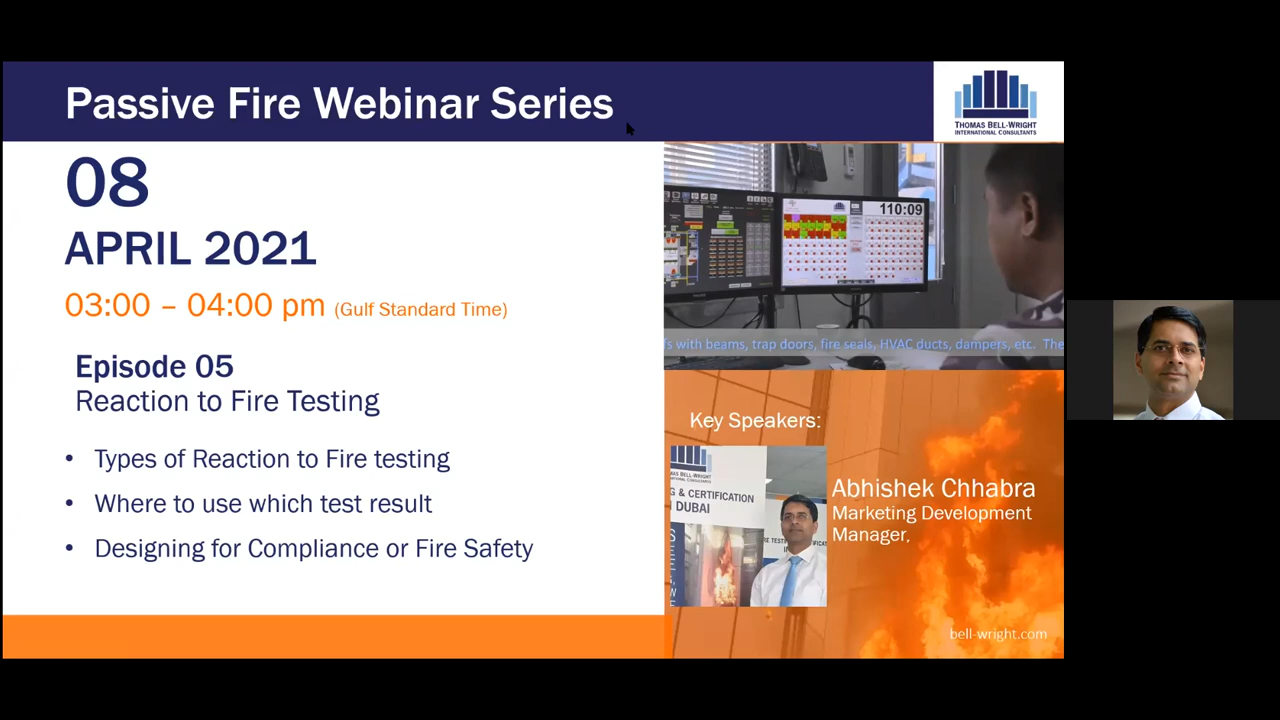 Passive Fire Webinar Series
THOMAS BELL-WRIGHT
INTERNATIONAL CONSULTANTS
08
APRIL 2021
03:00 – 04:00 pm (Gulf Standard Time)
Episode 05
Reaction to Fire Testing
• Types of Reaction to Fire testing
• Where to use which test result
• Designing for Compliance or Fire Safety
110:09
s with beams, trap doors, fire seals, HVAC ducts, dampers, etc. The
Key Speakers:
G & CERTIFICATION
DUBAI
Abhishek Chhabra
Marketing Development
Manager,
bell-wright.com